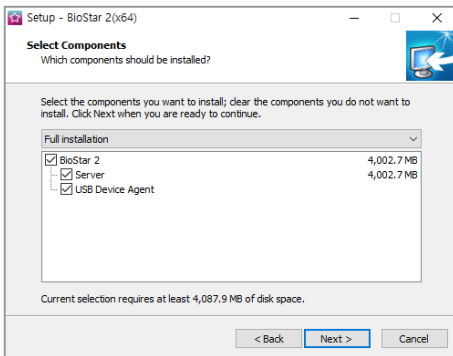 Setup - BioStar 2(x64)
Select Components
Which components should be installed?
Select the components you want to install; clear the components you do not want to
install. Click Next when you are ready to continue.
Full installation
BioStar 2 4,002.7 MB
Server 4,002.7 MB
USB Device Agent
Current selection requires at least 4,087.9 MB of disk space.
< Back Next > Cancel